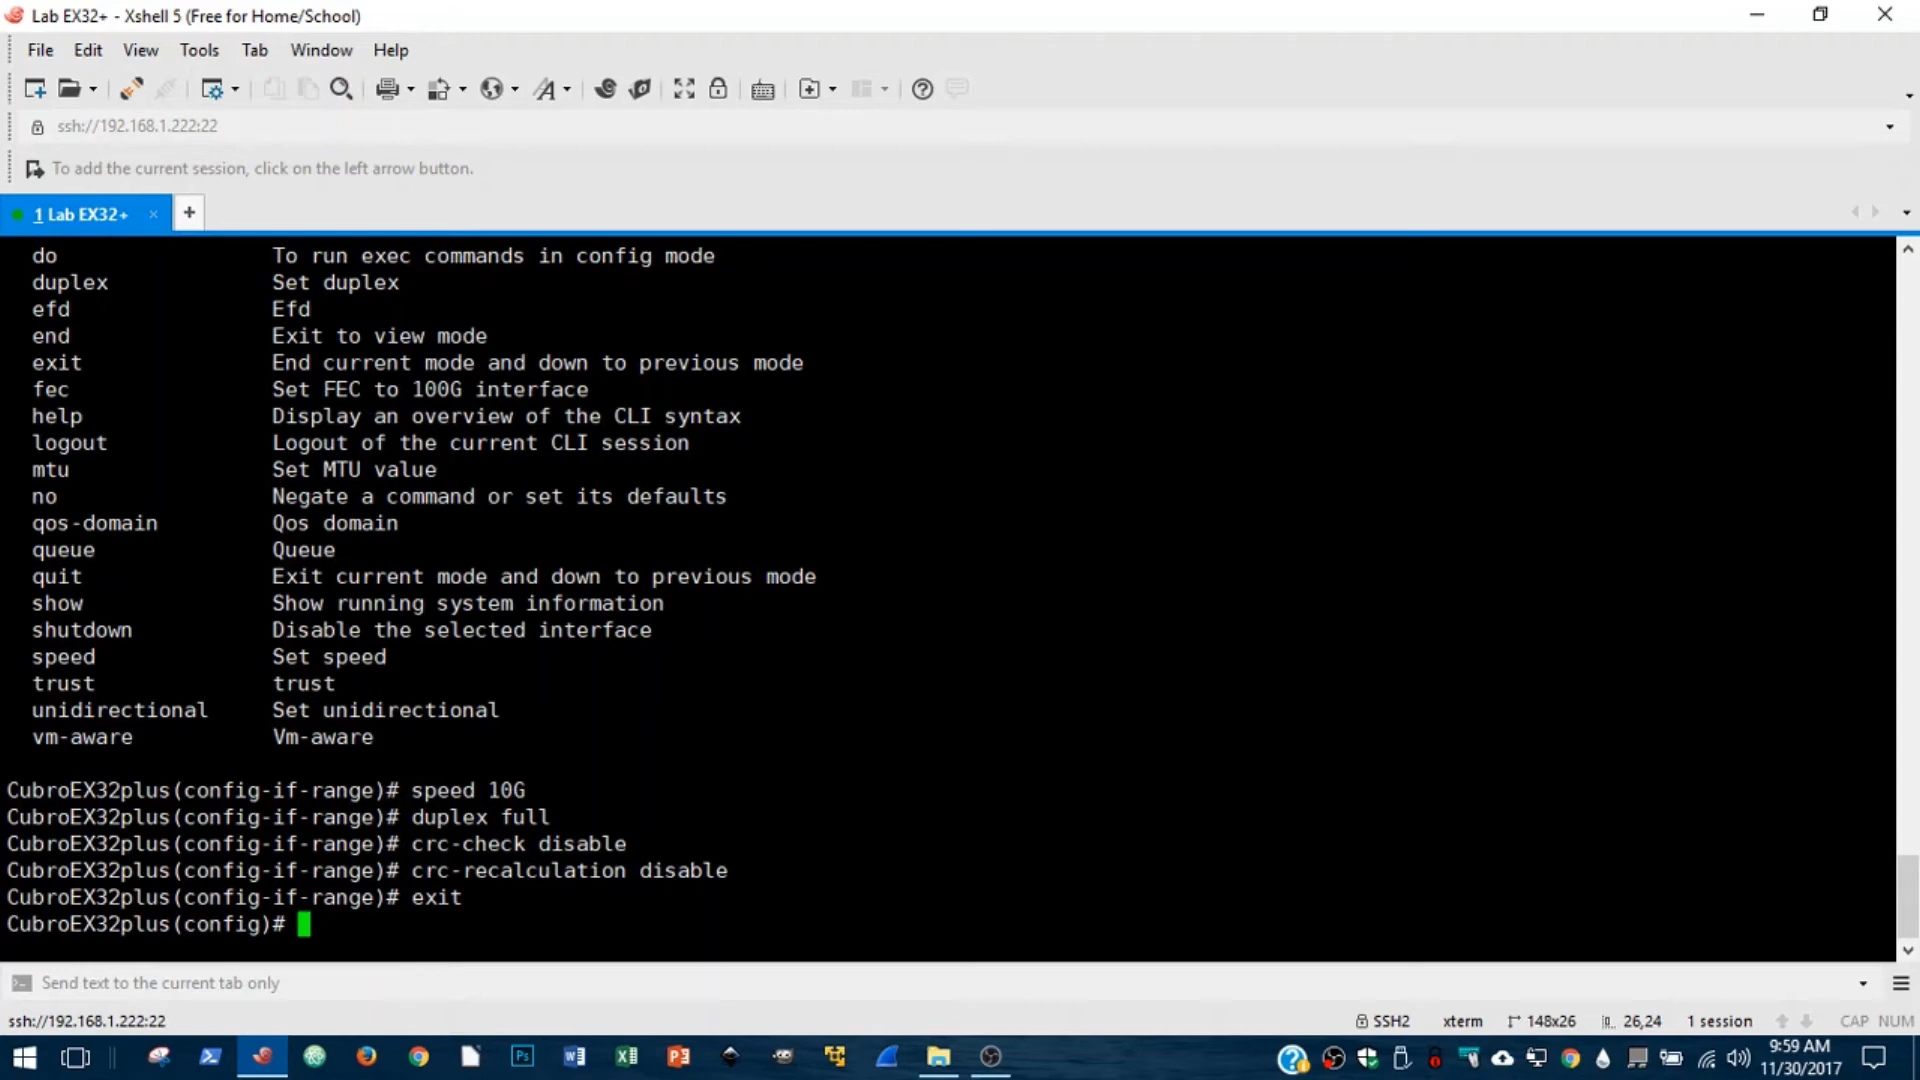 Lab EX32+ - Xshell 5 (Free for Home/School)
File Edit View Tools Tab Window Help
ssh://192.168.1.222:22
To add the current session, click on the left arrow button.
1 Lab EX32+
do To run exec commands in config mode
duplex Set duplex
efd Efd
end Exit to view mode
exit End current mode and down to previous mode
fec Set FEC to 100G interface
help Display an overview of the CLI syntax
logout Logout of the current CLI session
mtu Set MTU value
no Negate a command or set its defaults
qos-domain Qos domain
queue Queue
quit Exit current mode and down to previous mode
show Show running system information
shutdown Disable the selected interface
speed Set speed
trust trust
unidirectional Set unidirectional
vm-aware Vm-aware
CubroEX32plus(config-if-range)# speed 10G
CubroEX32plus(config-if-range)# duplex full
CubroEX32plus(config-if-range)# crc-check disable
CubroEX32plus(config-if-range)# crc-recalculation disable
CubroEX32plus(config-if-range)# exit
CubroEX32plus(config)#
Send text to the current tab only
ssh://192.168.1.222:22 SSH2 xterm 148x26 26,24 1 session CAP NUM
9:59 AM
11/30/2017